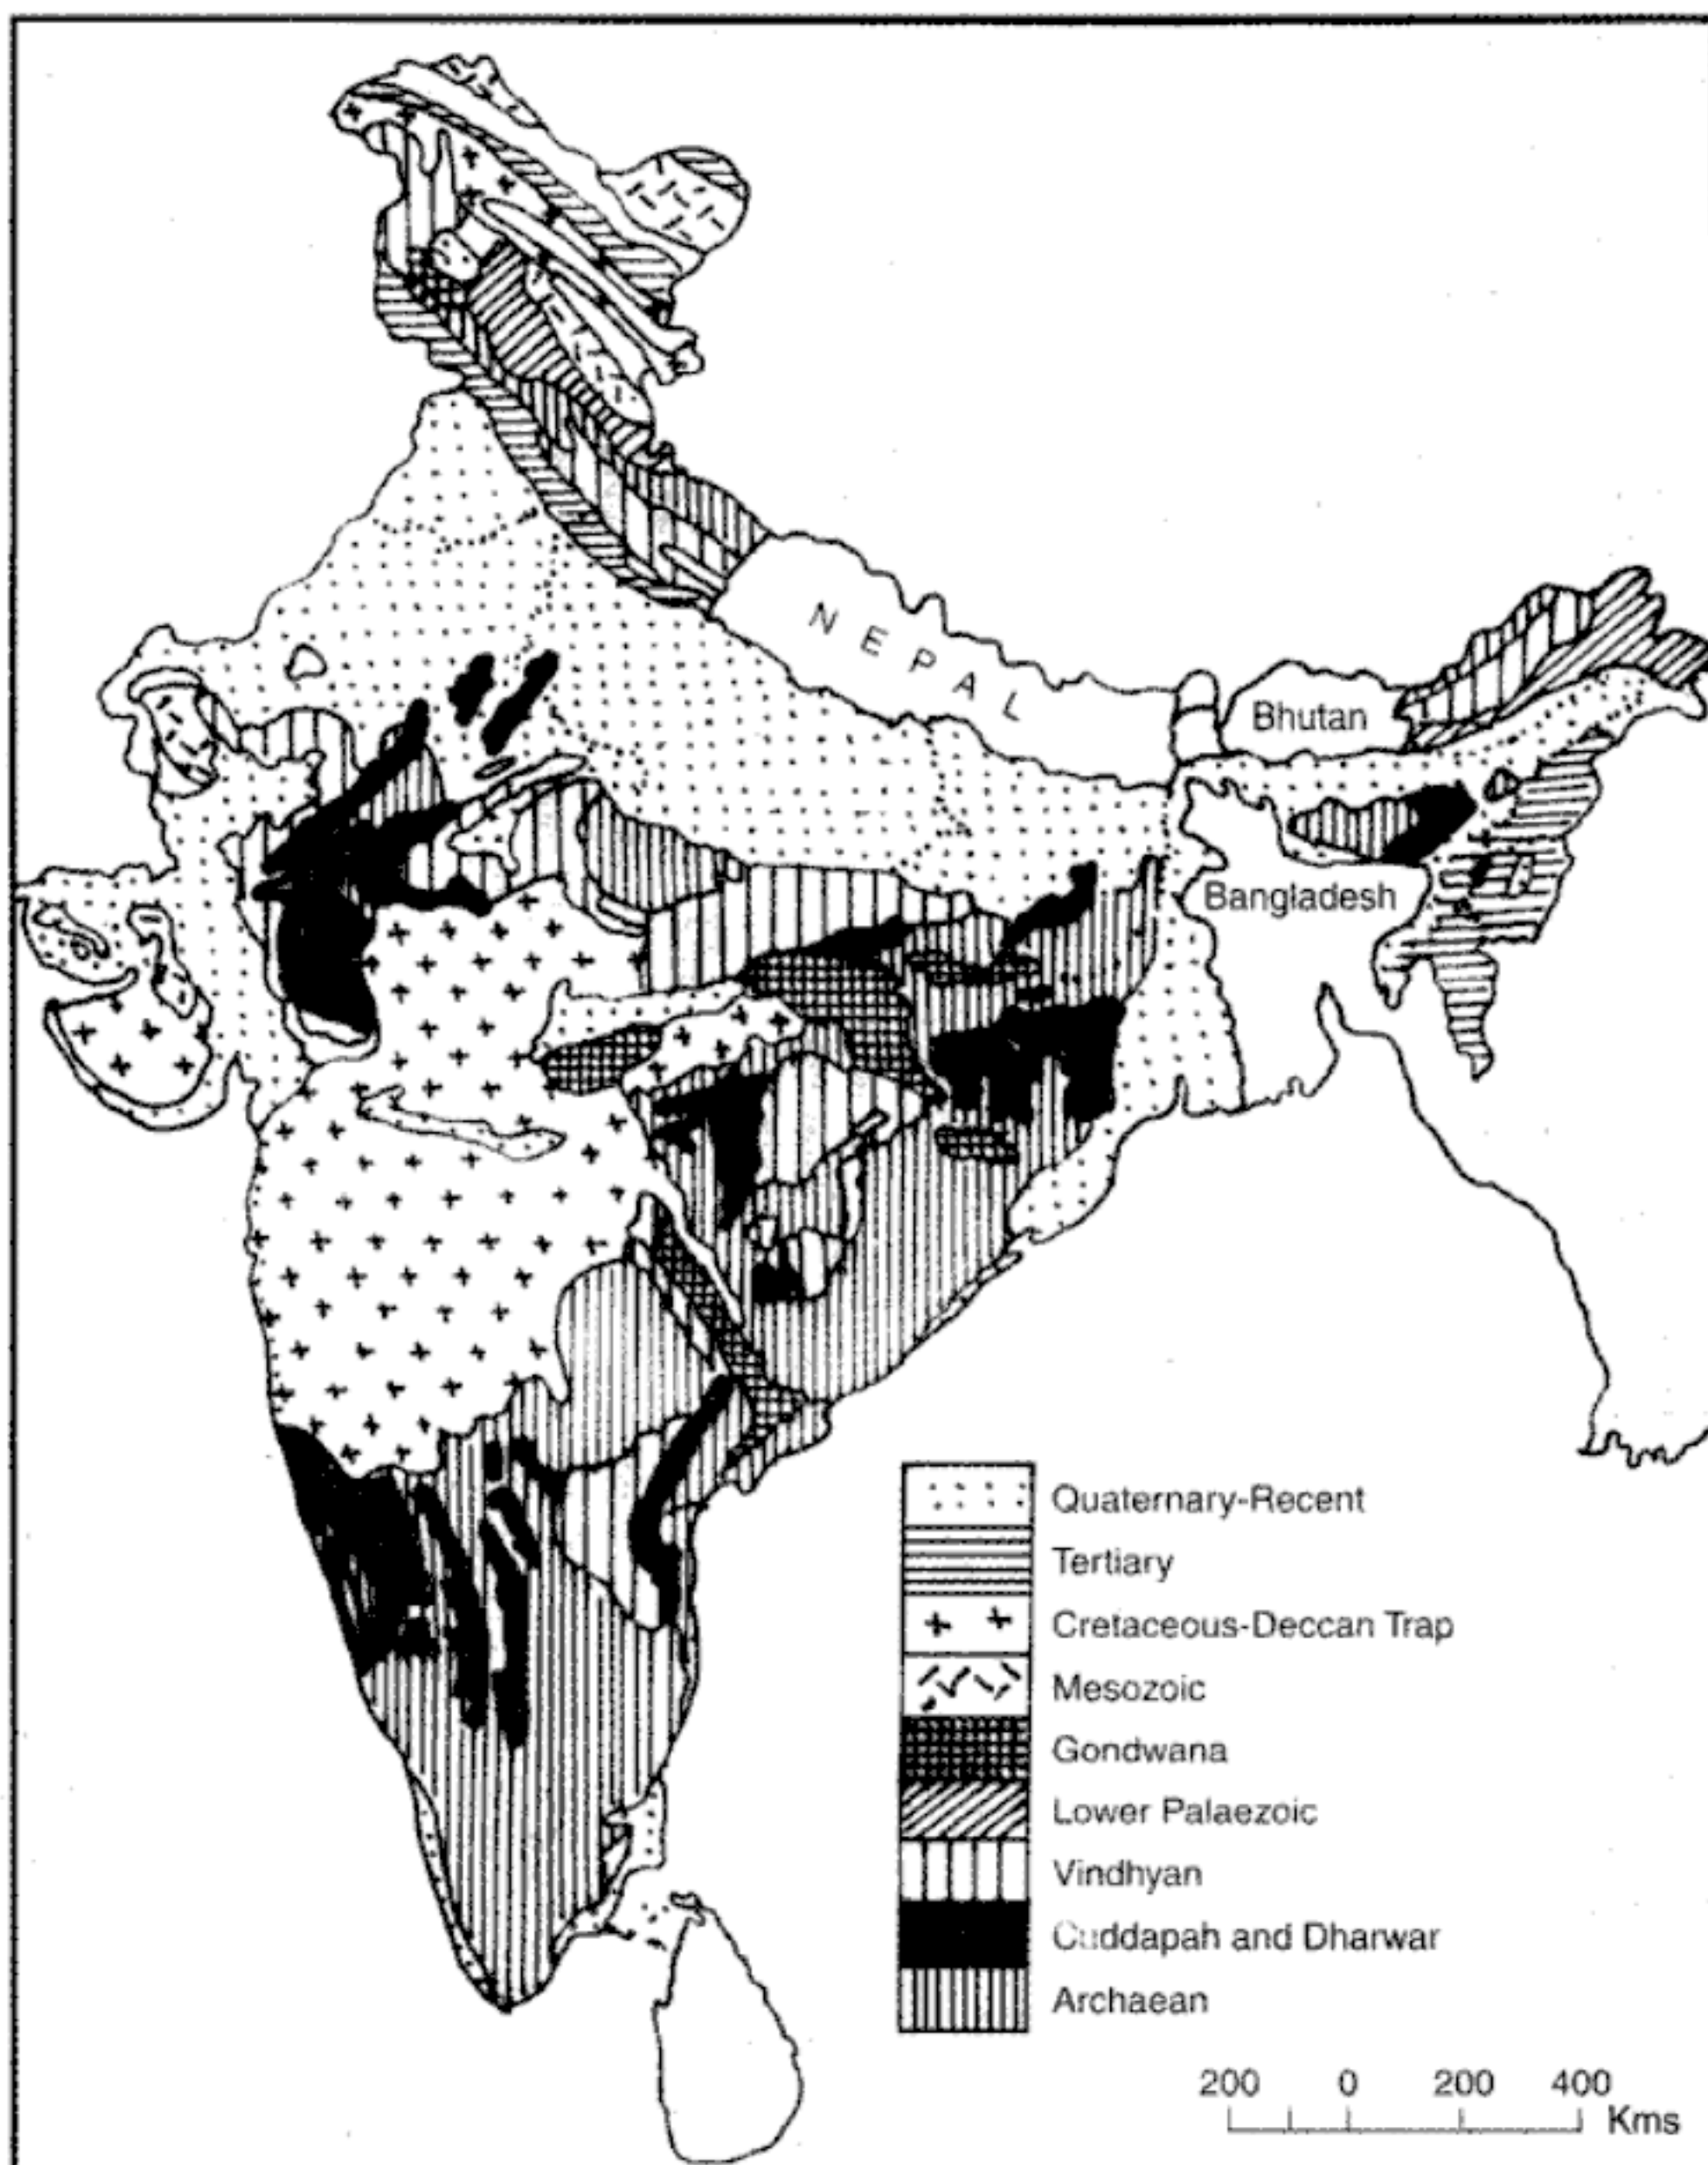 NEPAL
Bhutan
Bangladesh
Quaternary-Recent
Tertiary
Cretaceous-Deccan Trap
Mesozoic
Gondwana
Lower Palaezoic
Vindhyan
Cuddapah and Dharwar
Archaean
200 0 200 400
Kms